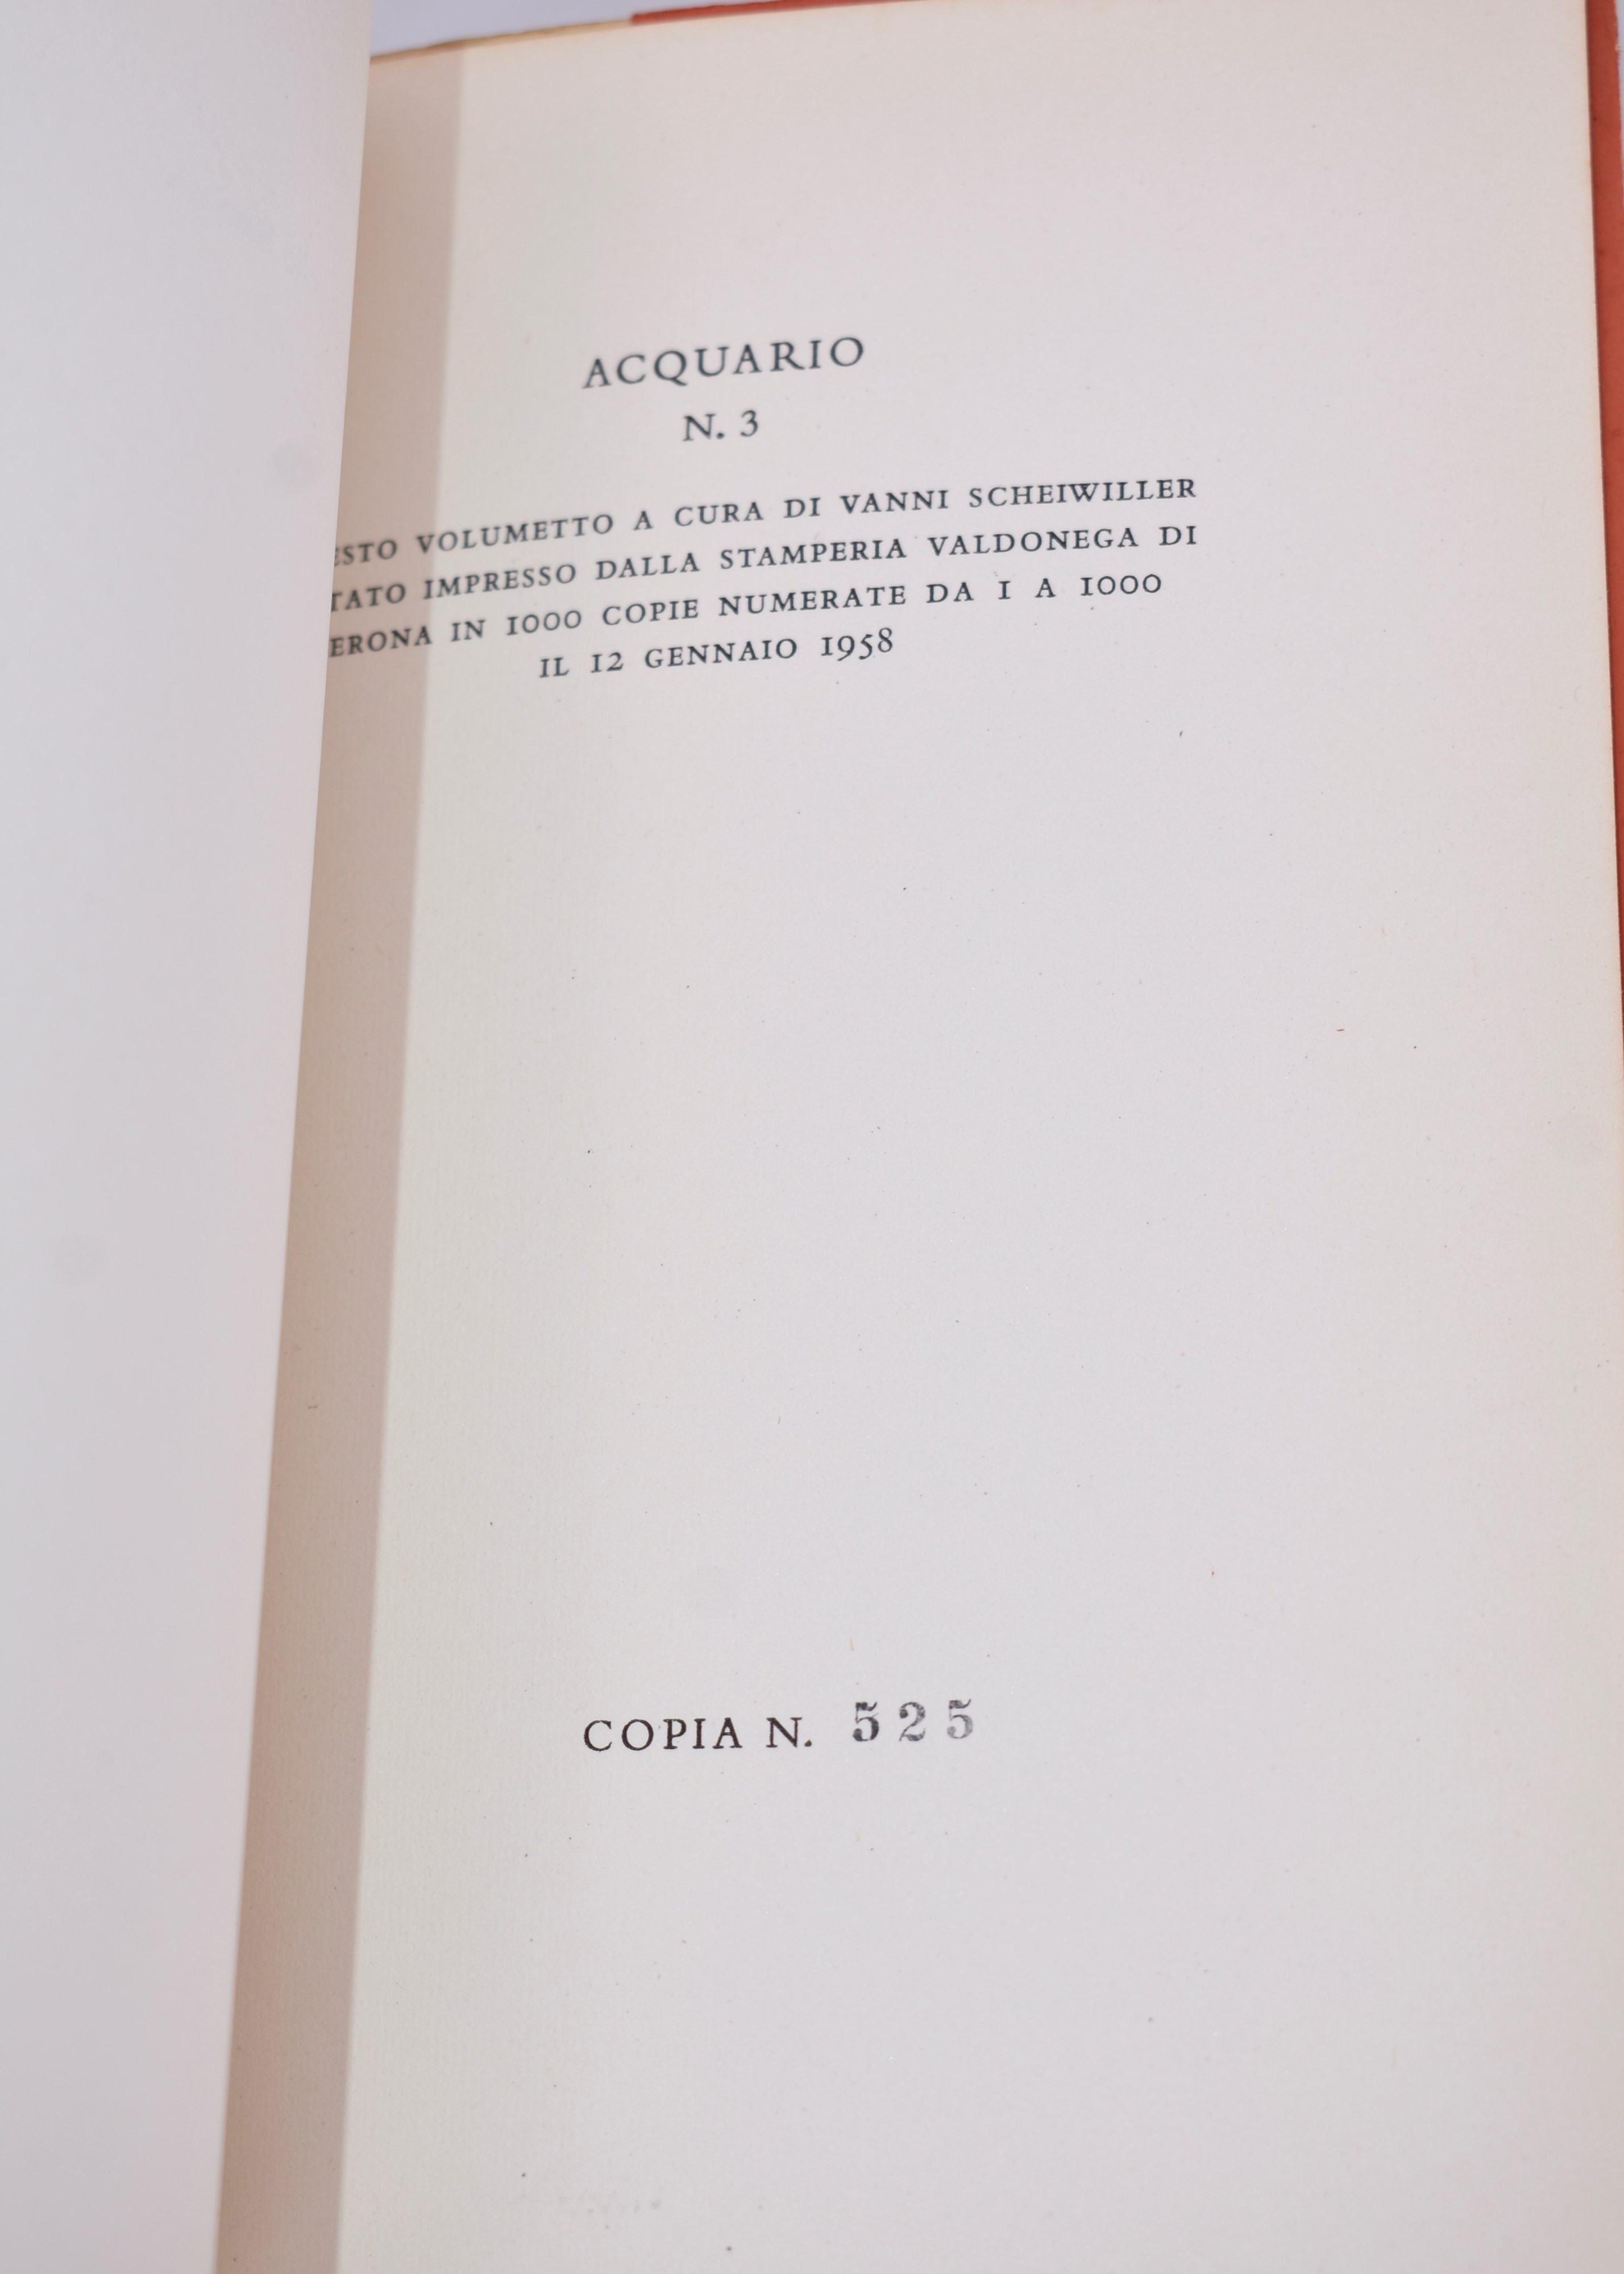 ACQUARIO
N. 3
ESTO VOLUMETTO A CURA DI VANNI SCHEIWILLER
TATO IMPRESSO DALLA STAMPERIA VALDONEGA DI
ERONA IN 1000 COPIE NUMERATE DA 1 A 1000
IL 12 GENNAIO 1958
COPIA N. 525